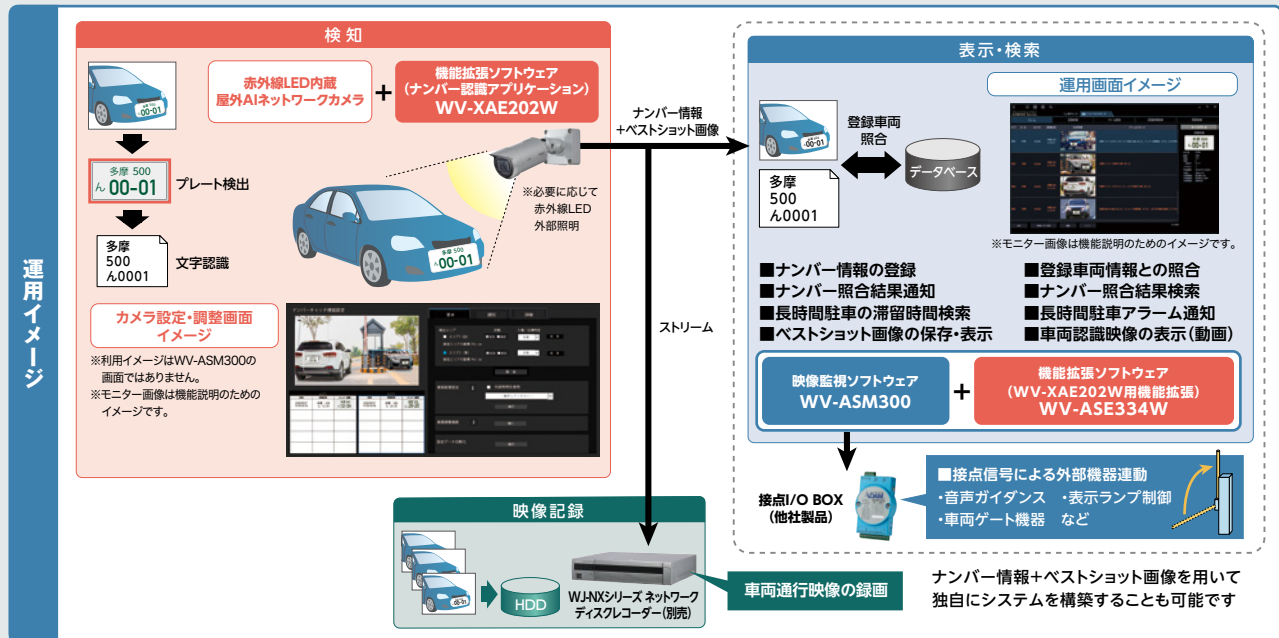 運用イメージ
検 知
赤外線LED内蔵
屋外AIネットワークカメラ
+
機能拡張ソフトウェア
(ナンバー認識アプリケーション)
WV-XAE202W
・00-01
多摩 500
ん 00-01
プレート検出
多摩
500
ん0001
文字認識
多摩 500
ん 00-01
※必要に応じて
赤外線LED
外部照明
カメラ設定・調整画面
イメージ
※利用イメージはWV-ASM300の
画面ではありません。
※モニター画像は機能説明のための
イメージです。
ナンバー情報
+ベストショット画像
ストリーム
表示・検索
運用画面イメージ
登録車両
照合
データベース
多摩
500
ん0001
※モニター画像は機能説明のためのイメージです。
■ナンバー情報の登録
■ナンバー照合結果通知
■長時間駐車の滞留時間検索
■ベストショット画像の保存・表示
■登録車両情報との照合
■ナンバー照合結果検索
■長時間駐車アラーム通知
■車両認識映像の表示(動画)
映像監視ソフトウェア
WV-ASM300
+
機能拡張ソフトウェア
(WV-XAE202W用機能拡張)
WV-ASE334W
接点I/O BOX
(他社製品)
■接点信号による外部機器連動
・音声ガイダンス ・表示ランプ制御
・車両ゲート機器 など
映像記録
HDD
WJ-NXシリーズ ネットワーク
ディスクレコーダー(別売)
車両通行映像の録画
ナンバー情報+ベストショット画像を用いて
独自にシステムを構築することも可能です